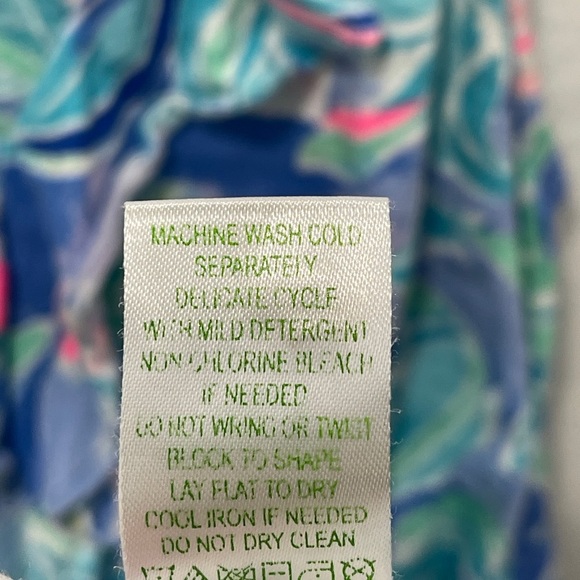 MACHINE WASH COLD
SEPARATELY
DELICATE CYCLE
WITH MILD DETERGENT
NON CHLORINE BLEACH
IF NEEDED
DO NOT WRING OR TWIST
BLOCK TO SHAPE
LAY FLAT TO DRY
COOL IRON IF NEEDED
DO NOT DRY CLEAN